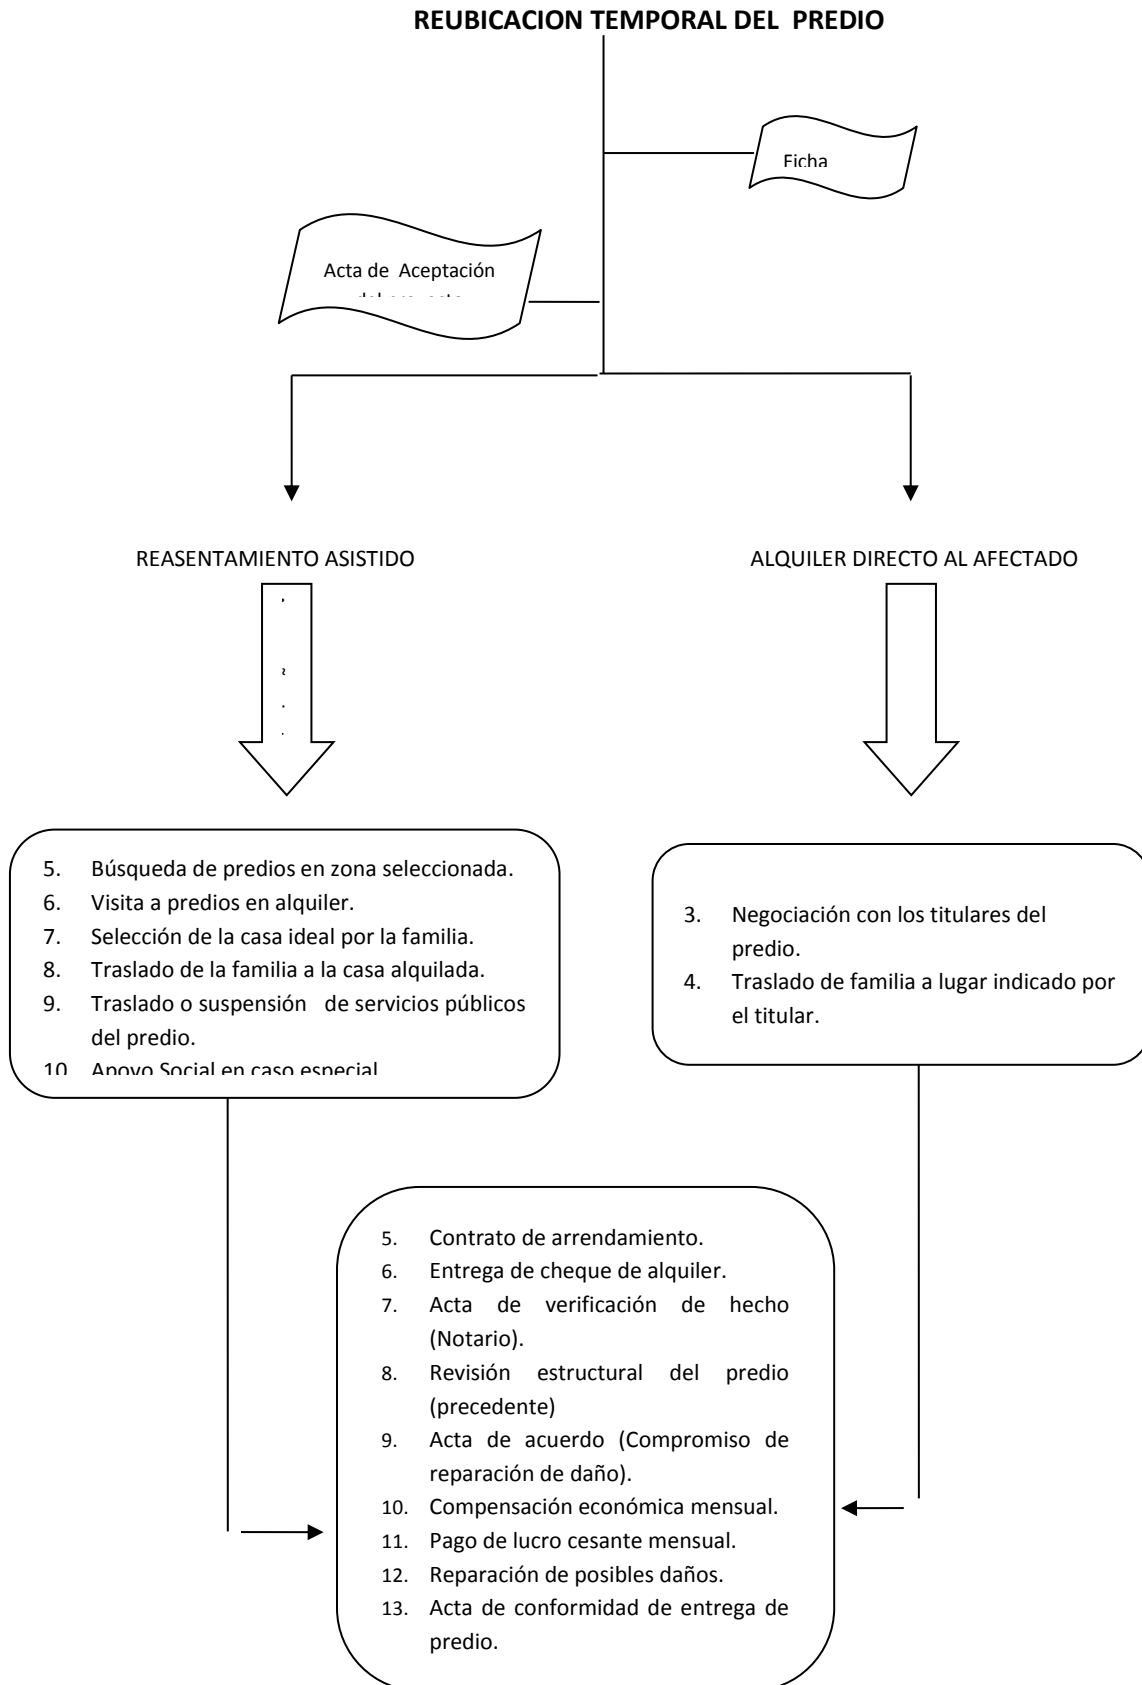 REUBICACION TEMPORAL DEL PREDIO
Ficha
Acta de Aceptación
REASENTAMIENTO ASISTIDO
ALQUILER DIRECTO AL AFECTADO
5. Búsqueda de predios en zona seleccionada.
6. Visita a predios en alquiler.
7. Selección de la casa ideal por la familia.
8. Traslado de la familia a la casa alquilada.
9. Traslado o suspensión de servicios públicos
del predio.
10 Apoyo Social en caso especial
3. Negociación con los titulares del
predio.
4. Traslado de familia a lugar indicado por
el titular.
5. Contrato de arrendamiento.
6. Entrega de cheque de alquiler.
7. Acta de verificación de hecho
(Notario).
8. Revisión estructural del predio
(precedente)
9. Acta de acuerdo (Compromiso de
reparación de daño).
10. Compensación económica mensual.
11. Pago de lucro cesante mensual.
12. Reparación de posibles daños.
13. Acta de conformidad de entrega de
predio.